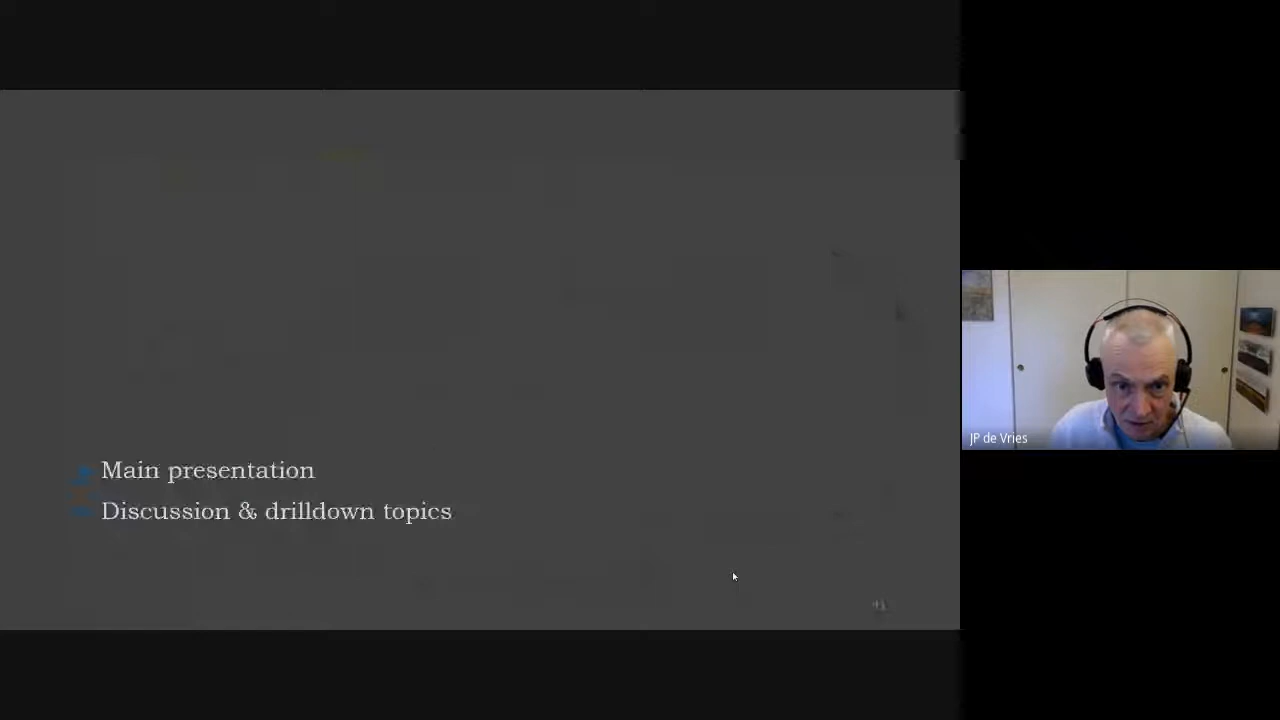 Main presentation
Discussion & drilldown topics
JP de Vries